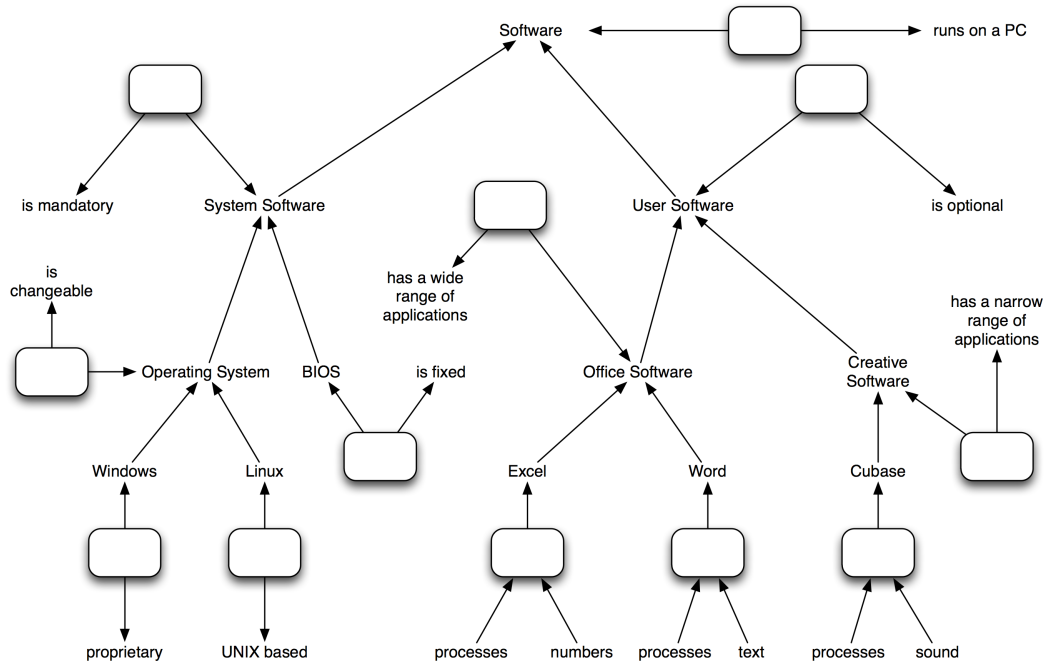 Software
runs on a PC
is mandatory
System Software
User Software
is optional
is
changeable
has a wide
range of
applications
has a narrow
range of
applications
Operating System
BIOS
is fixed
Office Software
Creative
Software
Windows
Linux
Excel
Word
Cubase
proprietary
UNIX based
processes
numbers
processes
text
processes
sound